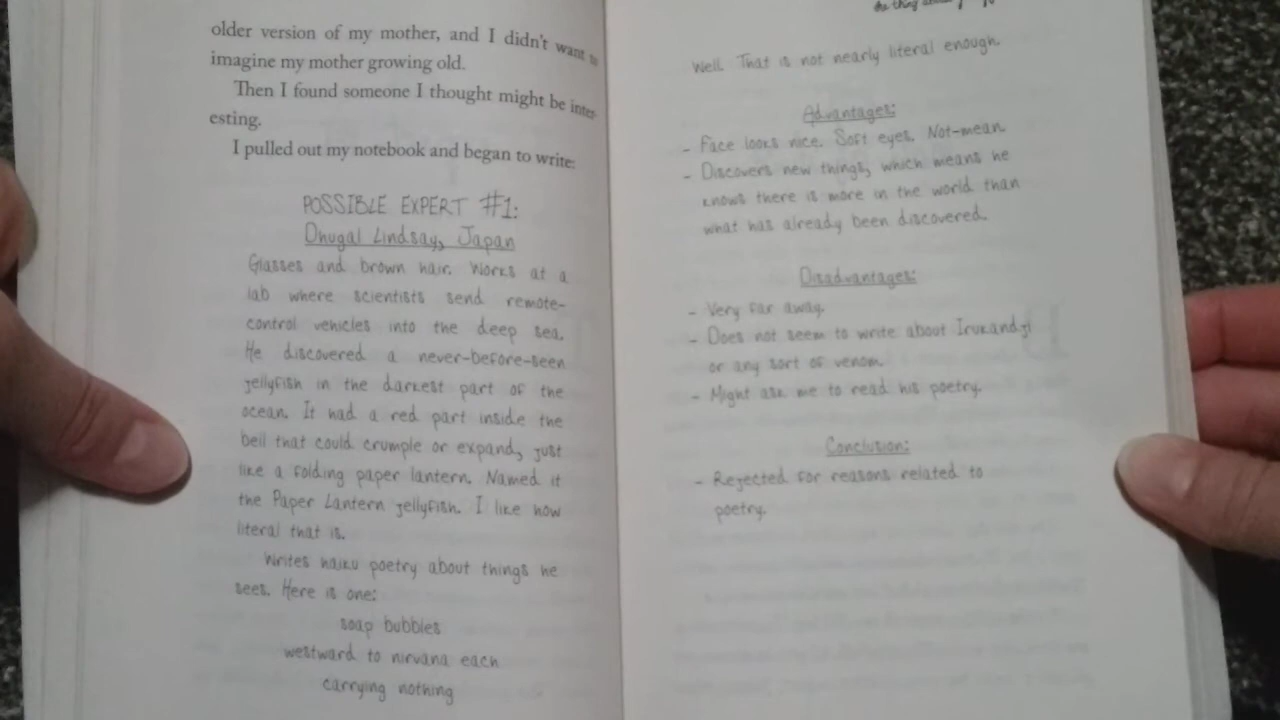 older version of my mother, and I didn't want to
imagine my mother growing old.
Then I found someone I thought might be inter-
esting.
I pulled out my notebook and began to write:
POSSIBLE EXPERT #1:
Dhugal Lindsay, Japan
Glasses and brown hair. Works at a
lab where scientists send remote-
control vehicles into the deep sea.
He discovered a never-before-seen
jellyfish in the darkest part of the
ocean. It had a red part inside the
bell that could crumple or expand, just
like a folding paper lantern. Named it
the Paper Lantern jellyfish. I like how
literal that is.
Writes haiku poetry about things he
sees. Here is one:
soap bubbles
westward to nirvana each
carrying nothing
the thing about
Well. That is not nearly literal enough.
Advantages:
- Face looks nice. Soft eyes. Not-mean.
- Discovers new things, which means he
knows there is more in the world than
what has already been discovered.
Disadvantages:
- Very far away.
- Does not seem to write about Irukandji
or any sort of venom.
- Might ask me to read his poetry.
Conclusion:
- Rejected for reasons related to
poetry.